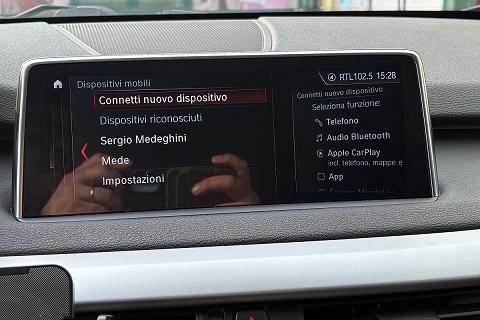 RTL102.5 15:28
Dispositivi mobili
Connetti nuovo dispositivo
Dispositivi riconosciuti
Sergio Medeghini
Mede
Impostazioni
Connetti nuovo dispositivo
Seleziona funzione:
Telefono
Audio Bluetooth
Apple CarPlay
incl. telefono, mappe e
App